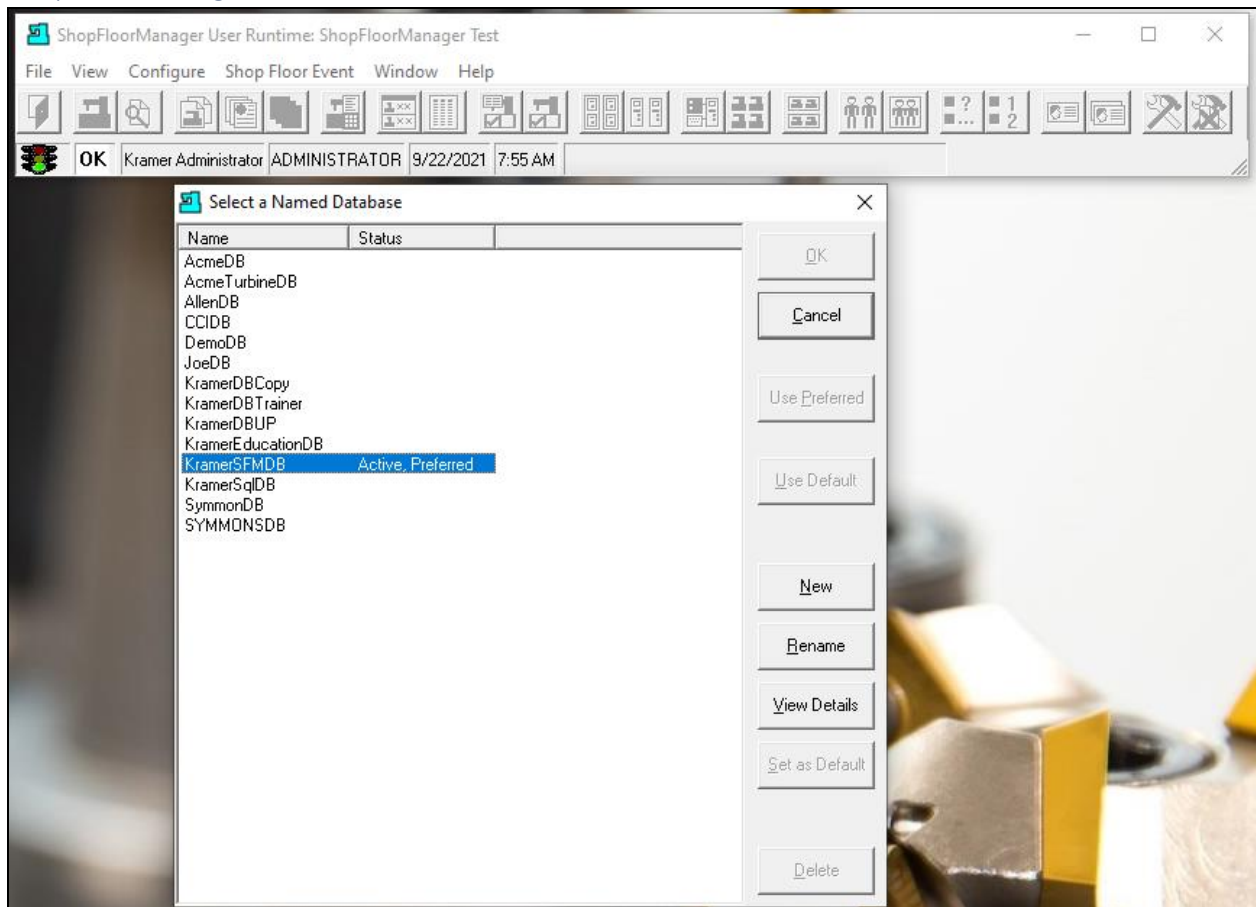 ShopFloorManager User Runtime: ShopFloorManager Test
File View Configure Shop Floor Event Window Help
OK Kramer Administrator ADMINISTRATOR 9/22/2021 7:55 AM
Select a Named Database
Name Status
AcmeDB
AcmeTurbineDB
AllenDB
CCIDB
DemoDB
JoeDB
KramerDBCopy
KramerDBTrainer
KramerDBUP
KramerEducationDB
KramerSFMDB Active, Preferred
KramerSqlDB
SymmonDB
SYMMONSDB
OK
Cancel
Use Preferred
Use Default
New
Rename
View Details
Set as Default
Delete